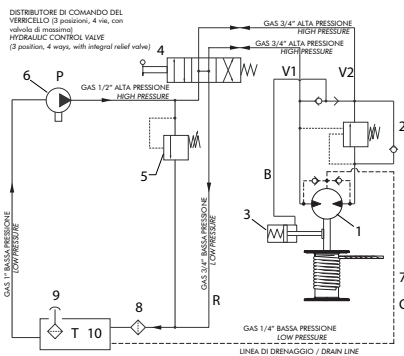 DISTRIBUTORE DI COMANDO DEL
VERRICELLO (3 posizioni, 4 vie, con
valvola di massima)
HYDRAULIC CONTROL VALVE
(3 position, 4 ways, with integral relief valve)
GAS 3/4" ALTA PRESSIONE
HIGH PRESSURE
GAS 3/4" ALTA PRESSIONE
HIGH PRESSURE
4
V1
V2
6
P
GAS 1/2" ALTA PRESSIONE
HIGH PRESSURE
2
5
B
3
1
GAS 1" BASSA PRESSIONE
LOW PRESSURE
GAS 3/4" BASSA PRESSIONE
LOW PRESSURE
R
7
9
8
T 10
GAS 1/4" BASSA PRESSIONE
LOW PRESSURE
LINEA DI DRENAGGIO / DRAIN LINE